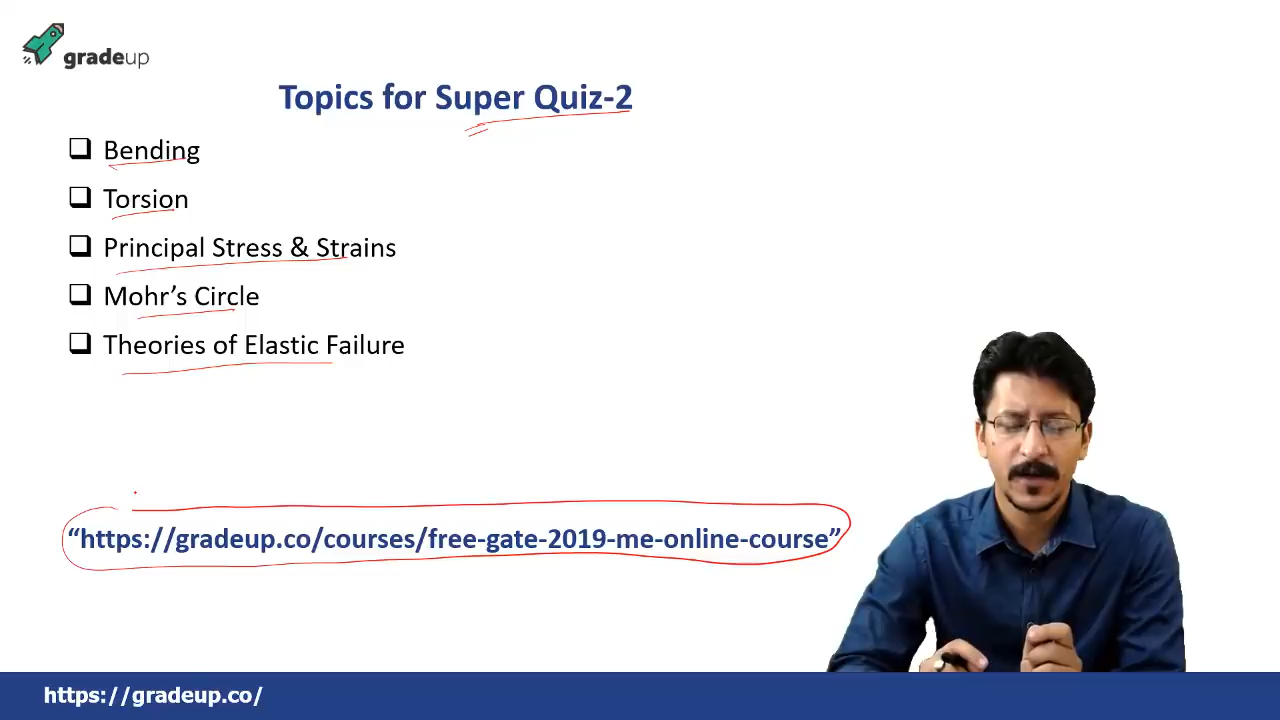 gradeup
Topics for Super Quiz-2
Bending
Torsion
Principal Stress & Strains
Mohr’s Circle
Theories of Elastic Failure
“https://gradeup.co/courses/free-gate-2019-me-online-course”
https://gradeup.co/